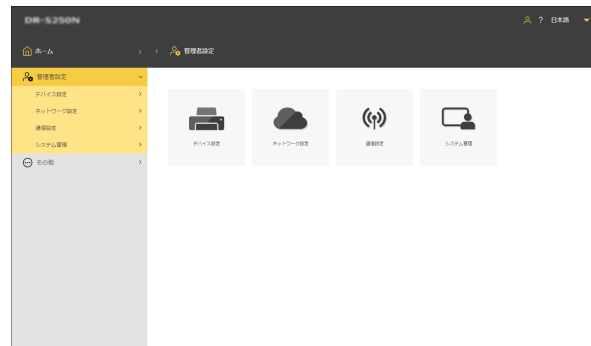 DR-S250N
? 日本語
ホーム
管理者設定
管理者設定
デバイス設定
ネットワーク設定
通信設定
システム管理
その他
デバイス設定
ネットワーク設定
通信設定
システム管理